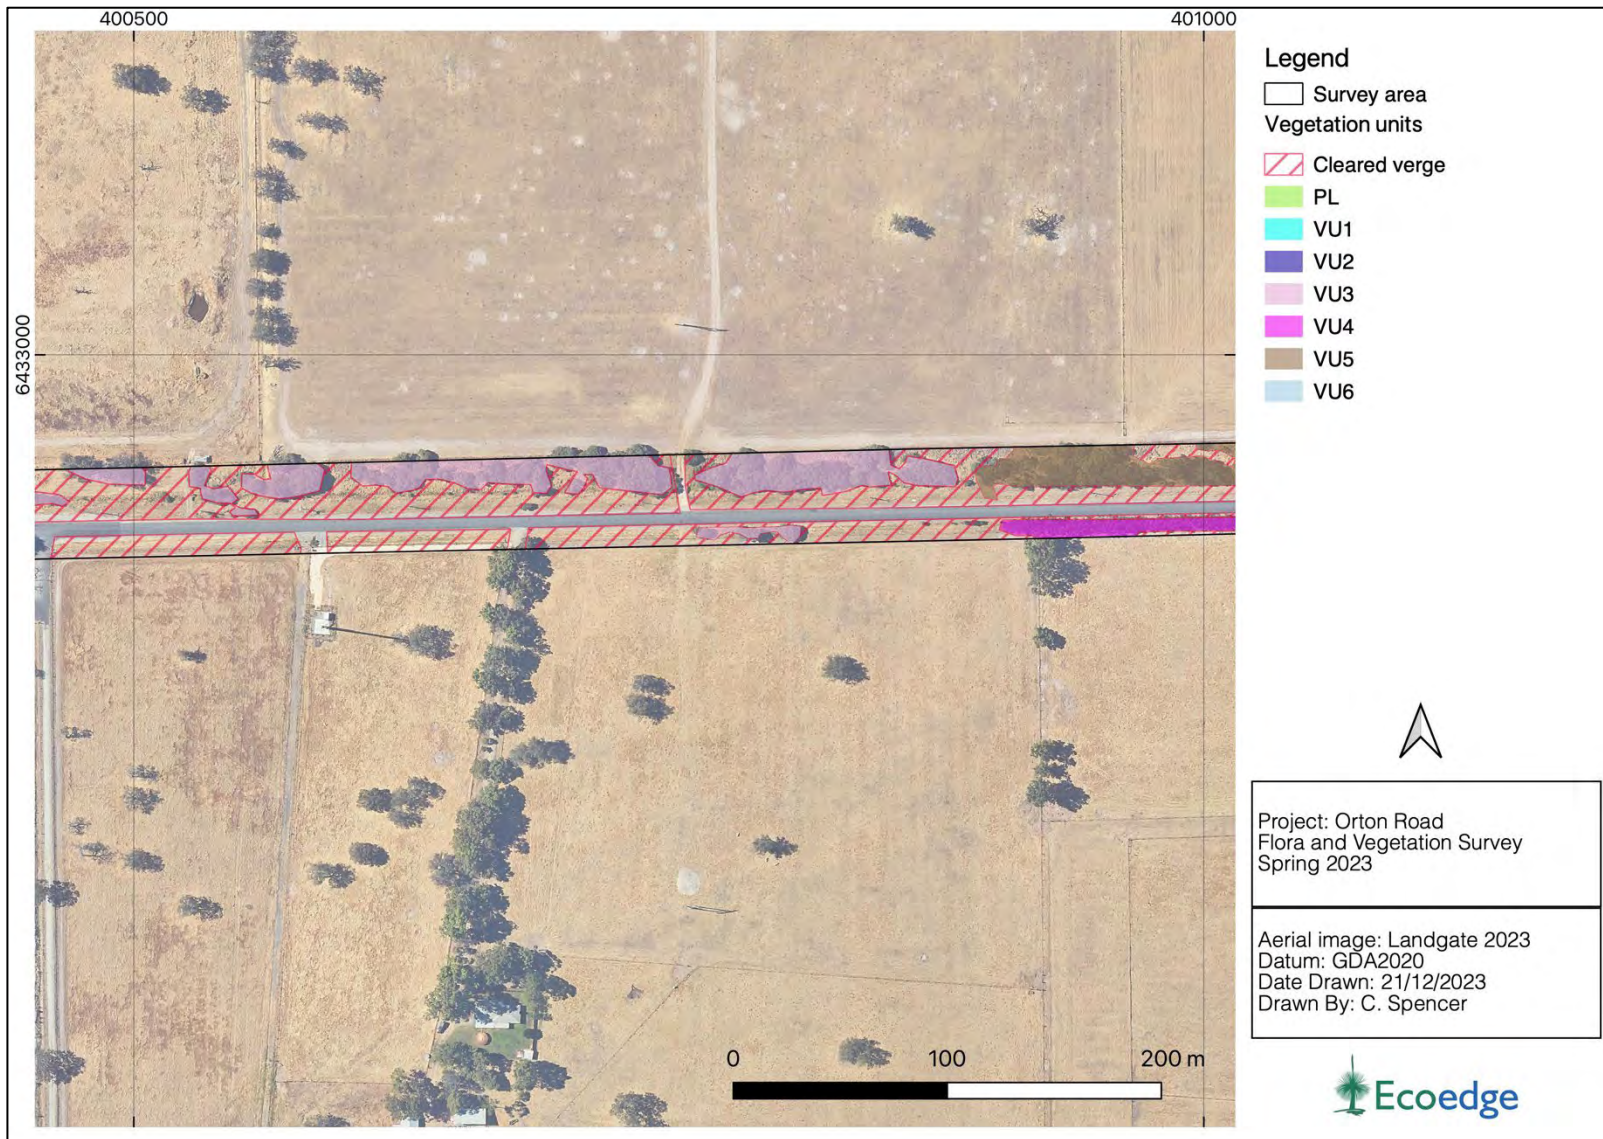 400500
401000
6433000
Legend
Survey area
Vegetation units
Cleared verge
PL
VU1
VU2
VU3
VU4
VU5
VU6
Project: Orton Road
Flora and Vegetation Survey
Spring 2023
Aerial image: Landgate 2023
Datum: GDA2020
Date Drawn: 21/12/2023
Drawn By: C. Spencer
0 100 200 m
Ecoedge